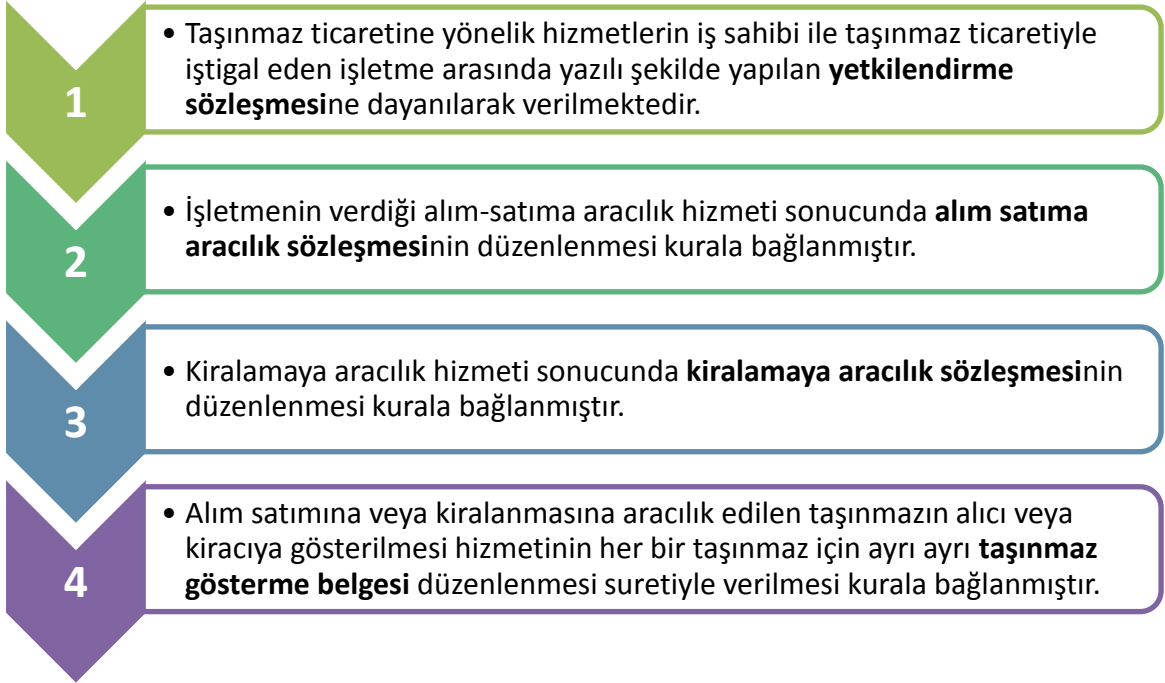 1
• Taşınmaz ticaretine yönelik hizmetlerin iş sahibi ile taşınmaz ticaretiyle
iştigal eden işletme arasında yazılı şekilde yapılan yetkilendirme
sözleşmesine dayanılarak verilmektedir.
2
• İşletmenin verdiği alım-satıma aracılık hizmeti sonucunda alım satıma
aracılık sözleşmesinin düzenlenmesi kurala bağlanmıştır.
3
• Kiralamaya aracılık hizmeti sonucunda kiralamaya aracılık sözleşmesinin
düzenlenmesi kurala bağlanmıştır.
4
• Alım satımına veya kiralanmasına aracılık edilen taşınmazın alıcı veya
kiracıya gösterilmesi hizmetinin her bir taşınmaz için ayrı ayrı taşınmaz
gösterme belgesi düzenlenmesi suretiyle verilmesi kurala bağlanmıştır.